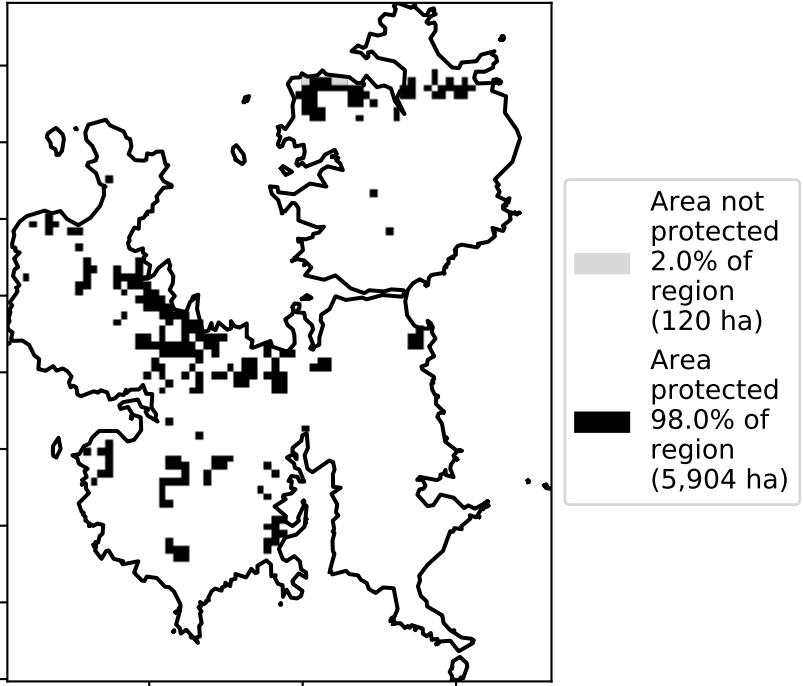 Area not
protected
2.0% of
region
(120 ha)
Area
protected
98.0% of
region
(5,904 ha)